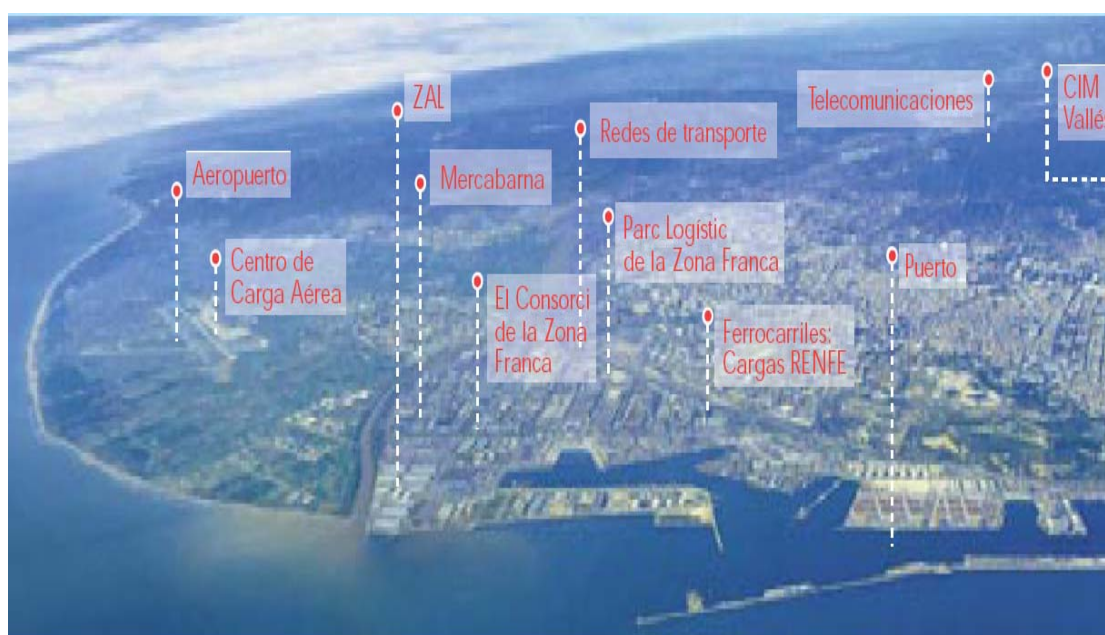 ZAL
Telecomunicaciones
CIM
Vallés
Redes de transporte
Aeropuerto
Mercabarna
Centro de
Carga Aérea
Parc Logístic
de la Zona Franca
Puerto
El Consorci
de la Zona
Franca
Ferrocarriles:
Cargas RENFE